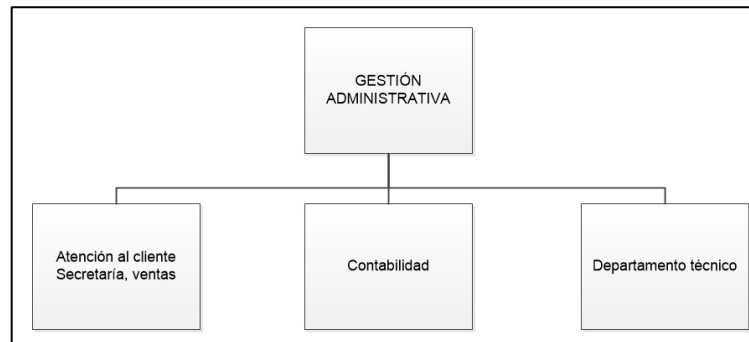 GESTIÓN
ADMINISTRATIVA
Atención al cliente
Secretaría, ventas
Contabilidad
Departamento técnico